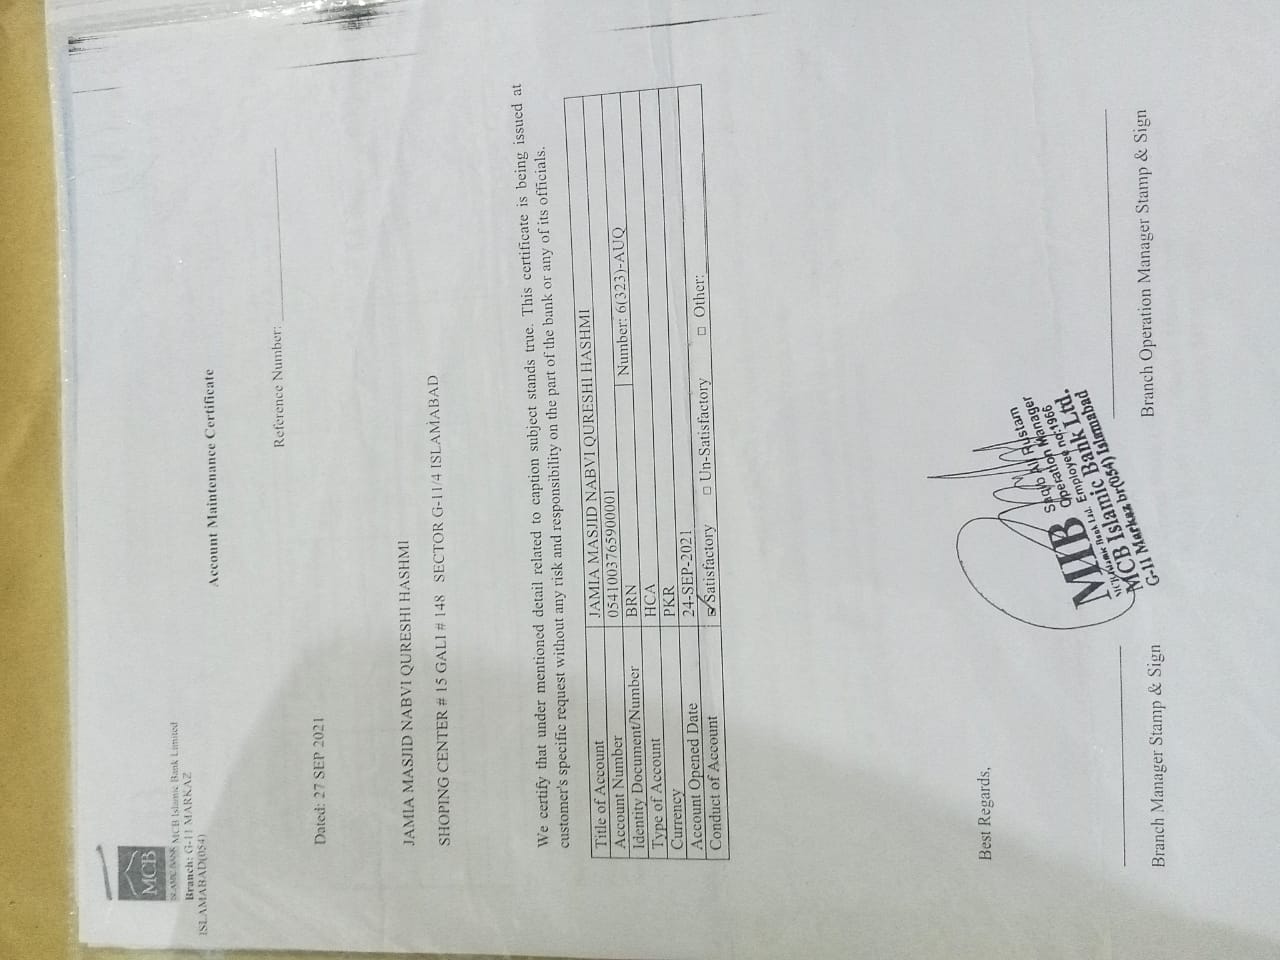 MCB
ISLAMIC BANK MCB Islamic Bank Limited
Branch: G-11 MARKAZ
ISLAMABAD(054)
Account Maintenance Certificate
Reference Number:
Dated: 27 SEP 2021
JAMIA MASJID NABVI QURESHI HASHMI
SHOPING CENTER # 15 GALI # 148 SECTOR G-11/4 ISLAMABAD
We certify that under mentioned detail related to caption subject stands true. This certificate is being issued at
customer's specific request without any risk and responsibility on the part of the bank or any of its officials.
Title of Account JAMIA MASJID NABVI QURESHI HASHMI
Account Number 0541003765900001
Identity Document/Number BRN Number: 6(323)-AUQ
Type of Account HCA
Currency PKR
Account Opened Date 24-SEP-2021
Conduct of Account ☑ Satisfactory □ Un-Satisfactory □ Other:
Best Regards,
MIB Saqib Ali Rustam
Operation Manager
MCB Islamic Bank Ltd. Employee no:1966
MCB Islamic Bank Ltd.
G-11 Markaz br(054) Islamabad
Branch Manager Stamp & Sign Branch Operation Manager Stamp & Sign